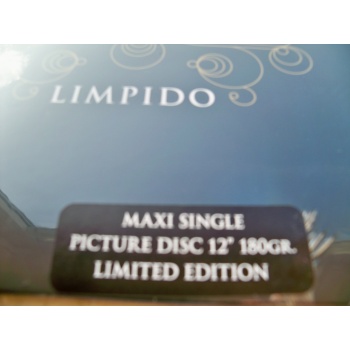 LIMPIDO
MAXI SINGLE
PICTURE DISC 12" 180GR.
LIMITED EDITION